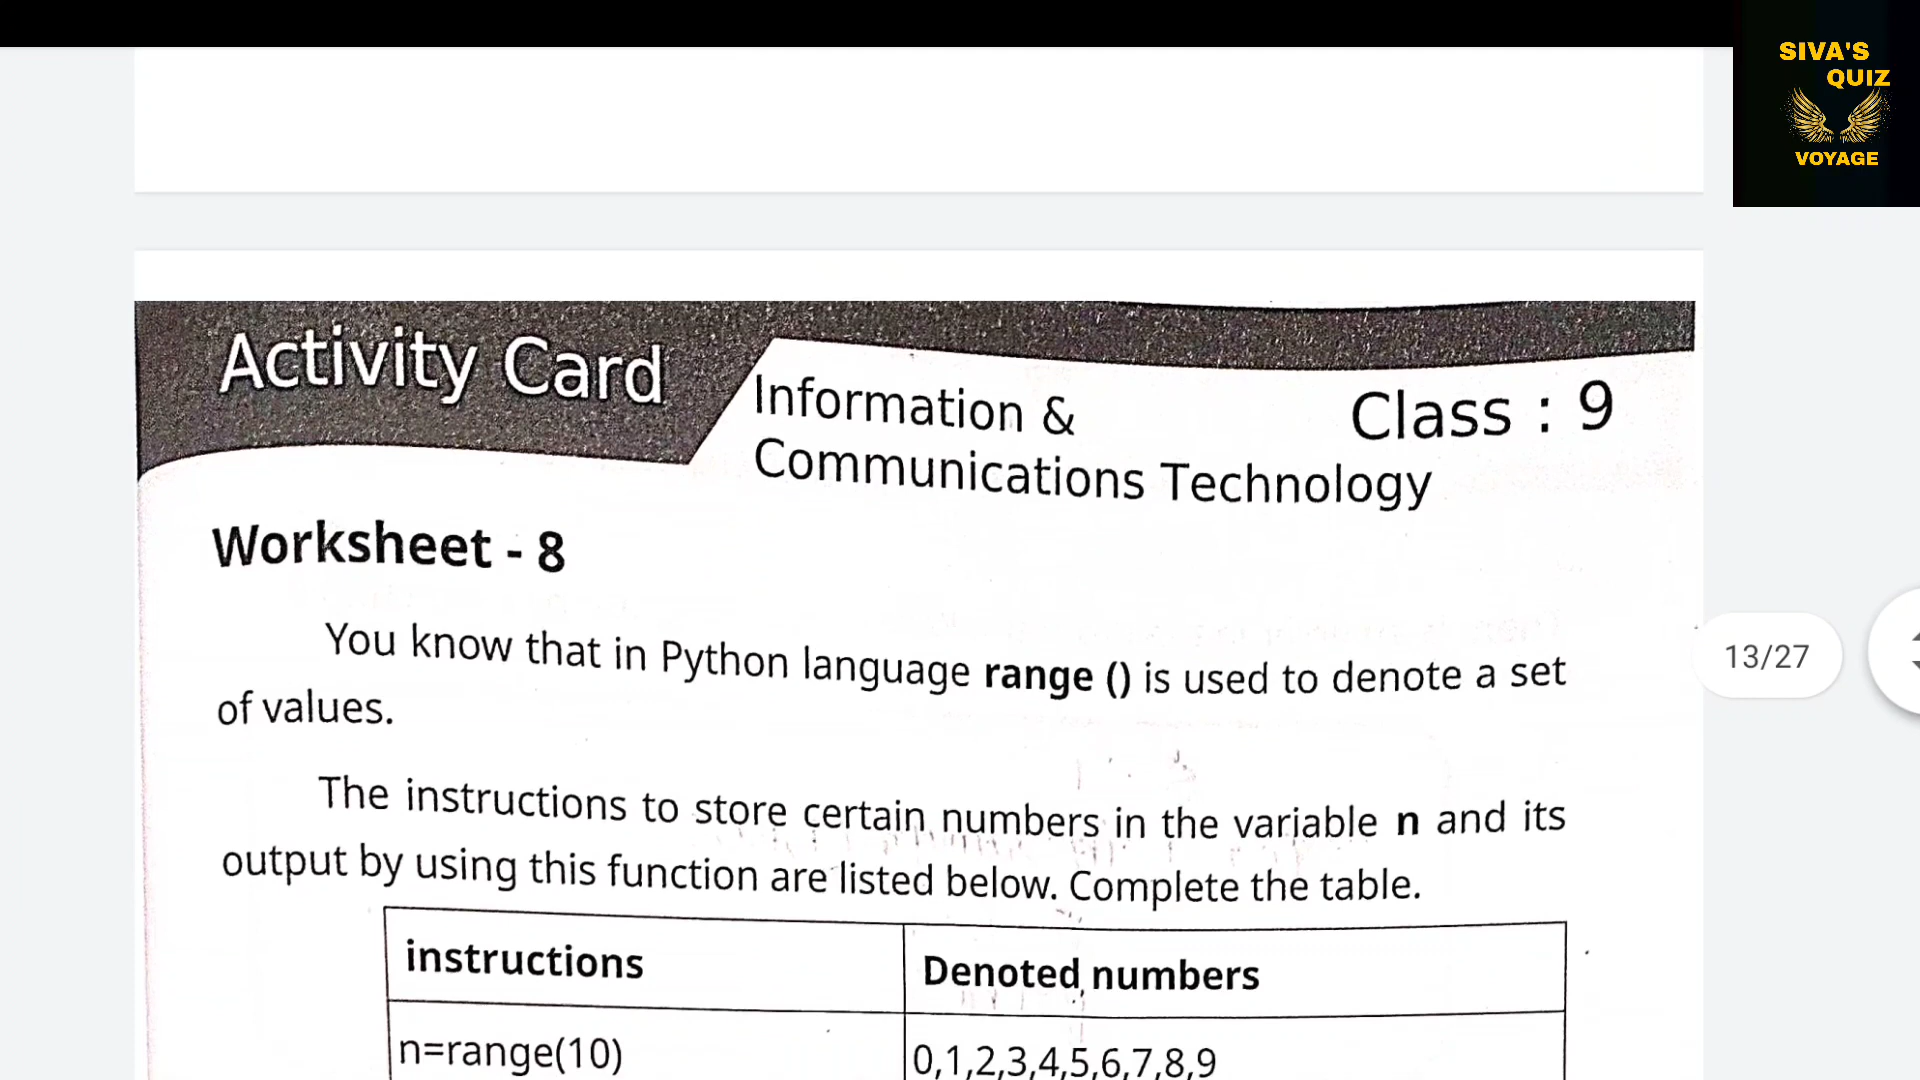 SIVA'S
QUIZ
VOYAGE
Activity Card
Information &
Communications Technology
Class : 9
Worksheet - 8
You know that in Python language range () is used to denote a set
of values.
13/27
The instructions to store certain numbers in the variable n and its
output by using this function are listed below. Complete the table.
instructions
Denoted numbers
n=range(10)
0,1,2,3,4,5,6,7,8,9